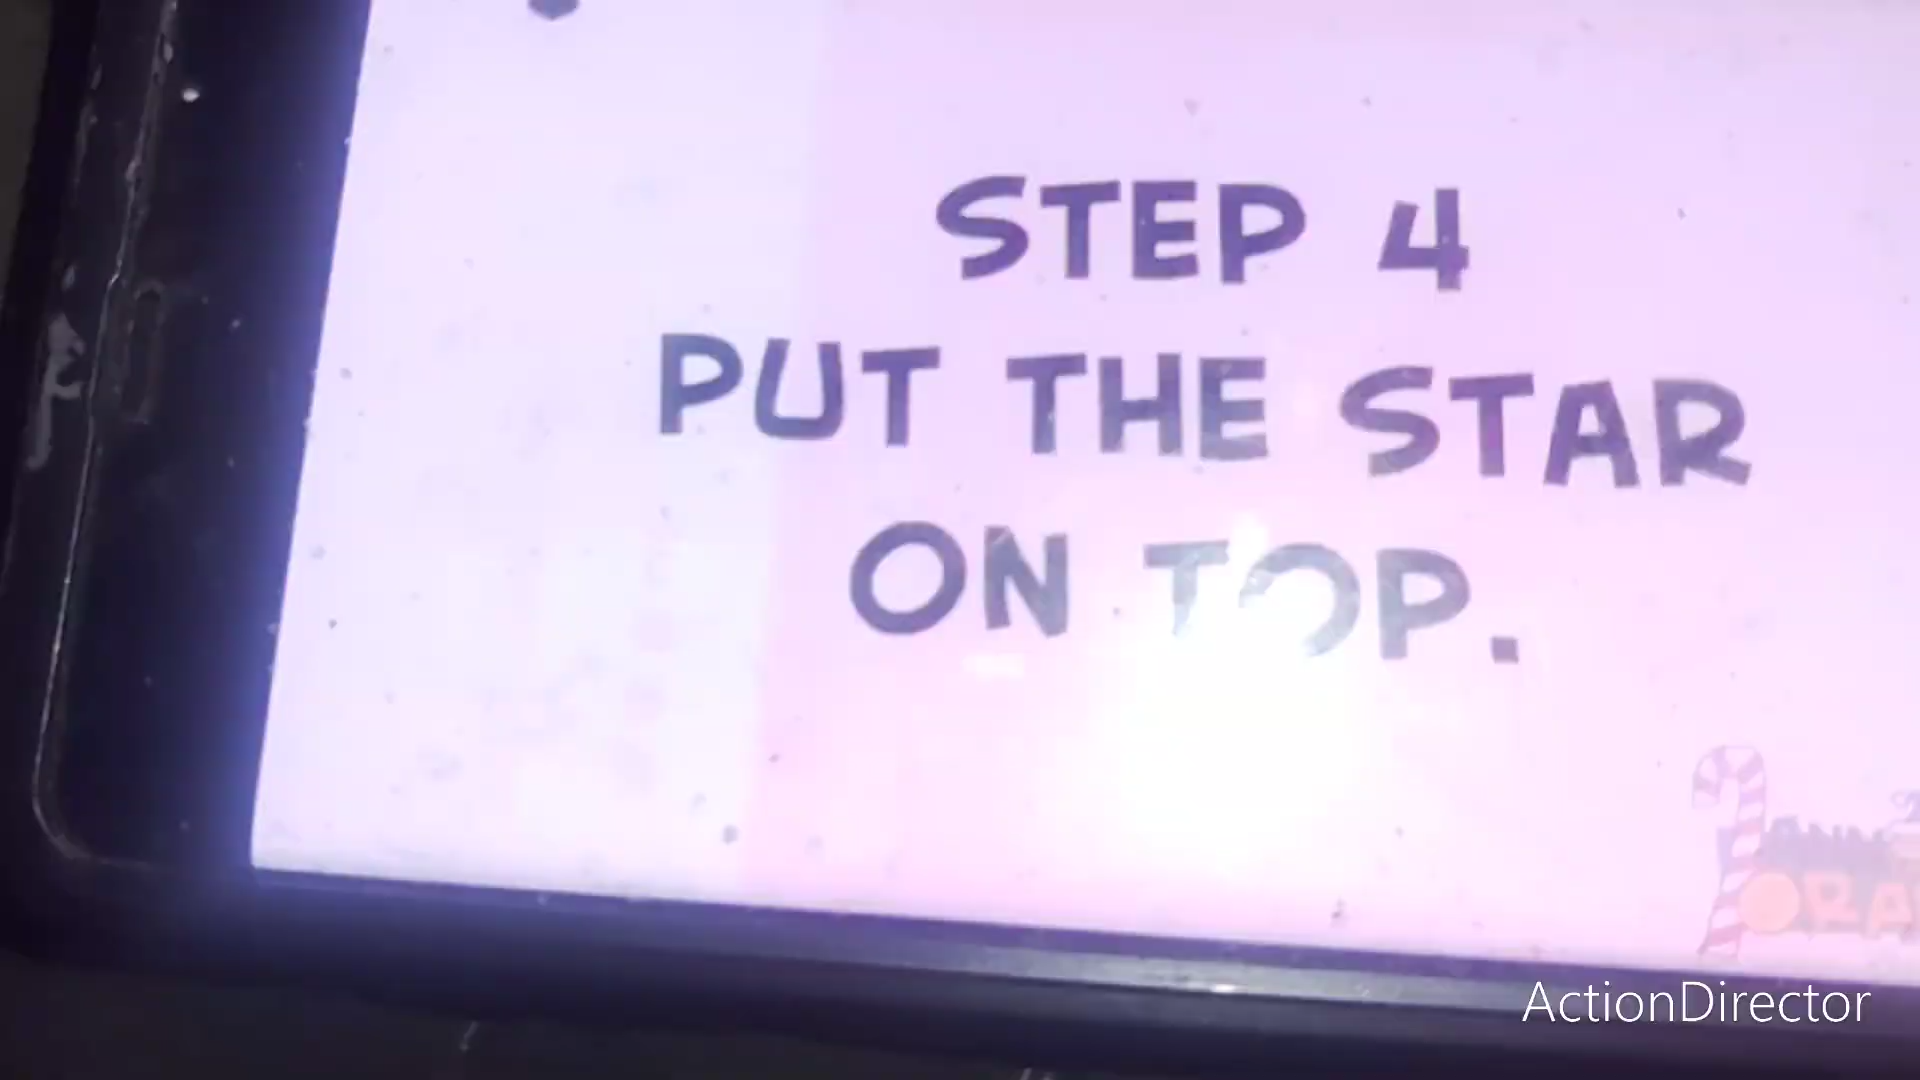 STEP 4
PUT THE STAR
ON TOP.
ActionDirector